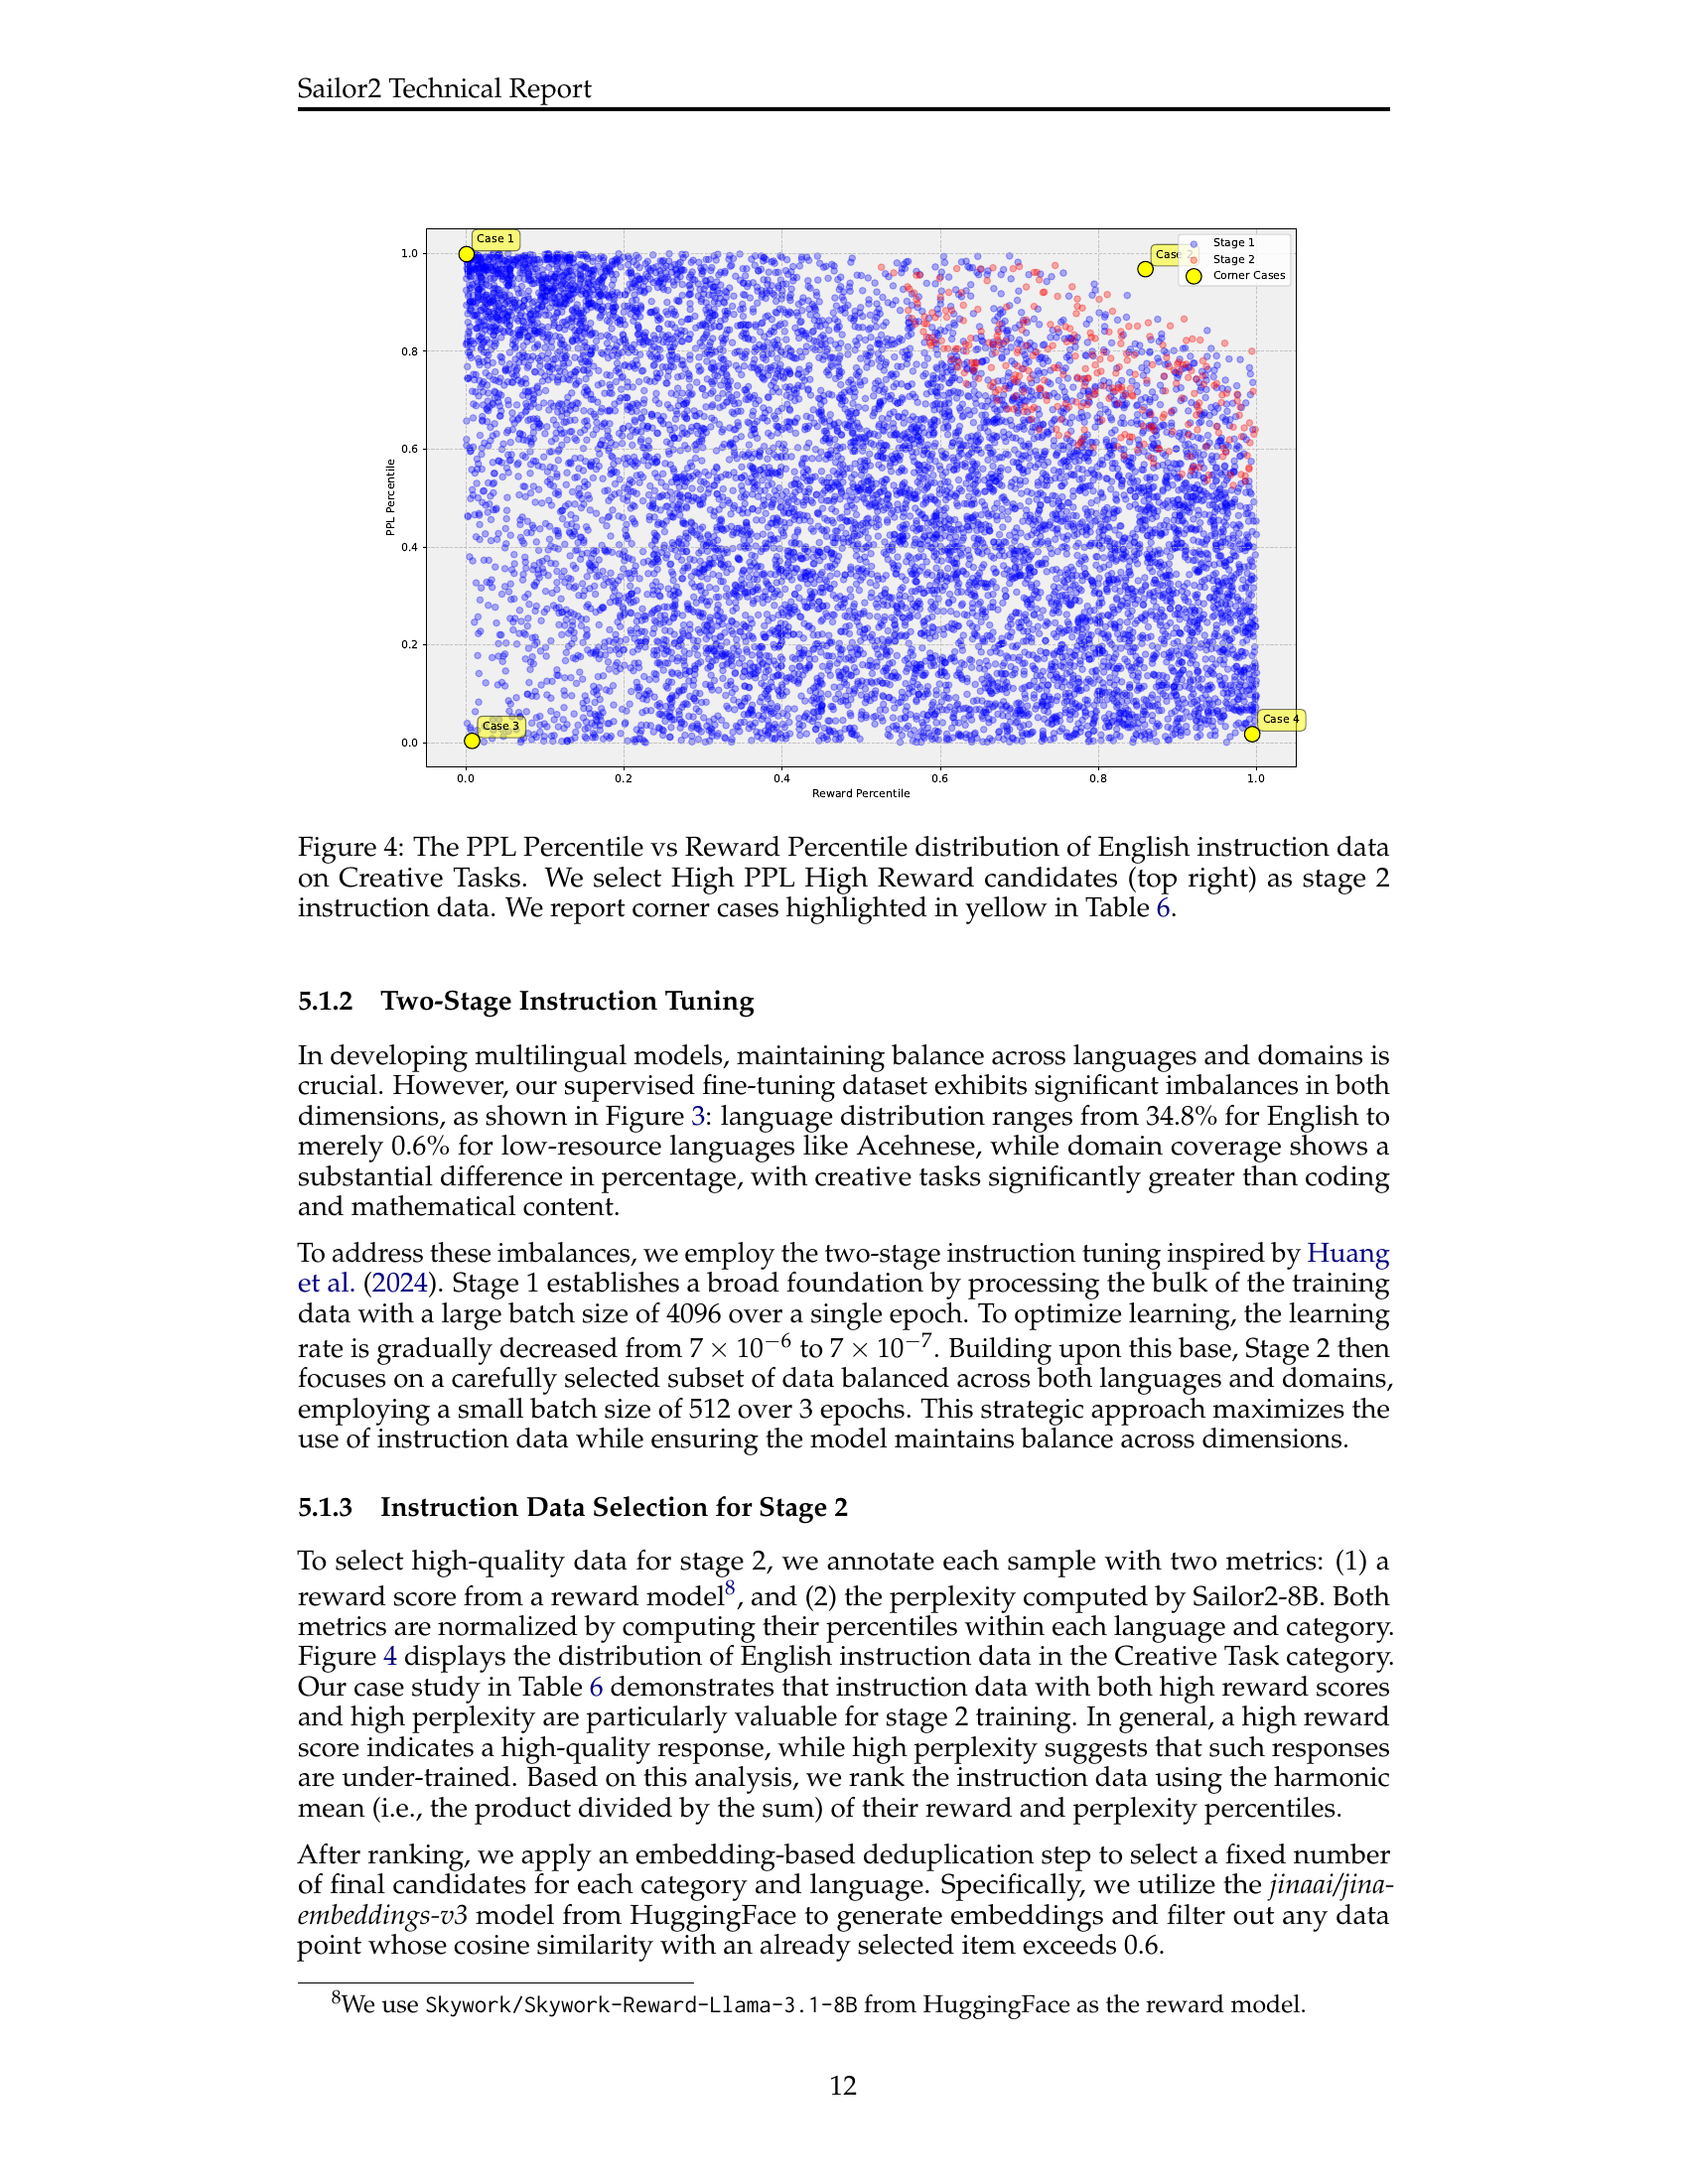 Sailor2 Technical Report
Case 1
Case 2
Stage 1
Stage 2
Corner Cases
Case 3
Case 4
1.0
0.8
0.6
0.4
0.2
0.0
PPL Percentile
0.0 0.2 0.4 0.6 0.8 1.0
Reward Percentile
Figure 4: The PPL Percentile vs Reward Percentile distribution of English instruction data
on Creative Tasks. We select High PPL High Reward candidates (top right) as stage 2
instruction data. We report corner cases highlighted in yellow in Table 6.
5.1.2 Two-Stage Instruction Tuning
In developing multilingual models, maintaining balance across languages and domains is
crucial. However, our supervised fine-tuning dataset exhibits significant imbalances in both
dimensions, as shown in Figure 3: language distribution ranges from 34.8% for English to
merely 0.6% for low-resource languages like Acehnese, while domain coverage shows a
substantial difference in percentage, with creative tasks significantly greater than coding
and mathematical content.
To address these imbalances, we employ the two-stage instruction tuning inspired by Huang
et al. (2024). Stage 1 establishes a broad foundation by processing the bulk of the training
data with a large batch size of 4096 over a single epoch. To optimize learning, the learning
rate is gradually decreased from 7 × 10⁻⁶ to 7 × 10⁻⁷. Building upon this base, Stage 2 then
focuses on a carefully selected subset of data balanced across both languages and domains,
employing a small batch size of 512 over 3 epochs. This strategic approach maximizes the
use of instruction data while ensuring the model maintains balance across dimensions.
5.1.3 Instruction Data Selection for Stage 2
To select high-quality data for stage 2, we annotate each sample with two metrics: (1) a
reward score from a reward model⁸, and (2) the perplexity computed by Sailor2-8B. Both
metrics are normalized by computing their percentiles within each language and category.
Figure 4 displays the distribution of English instruction data in the Creative Task category.
Our case study in Table 6 demonstrates that instruction data with both high reward scores
and high perplexity are particularly valuable for stage 2 training. In general, a high reward
score indicates a high-quality response, while high perplexity suggests that such responses
are under-trained. Based on this analysis, we rank the instruction data using the harmonic
mean (i.e., the product divided by the sum) of their reward and perplexity percentiles.
After ranking, we apply an embedding-based deduplication step to select a fixed number
of final candidates for each category and language. Specifically, we utilize the jinaai/jina-
embeddings-v3 model from HuggingFace to generate embeddings and filter out any data
point whose cosine similarity with an already selected item exceeds 0.6.
⁸We use Skywork/Skywork-Reward-Llama-3.1-8B from HuggingFace as the reward model.
12